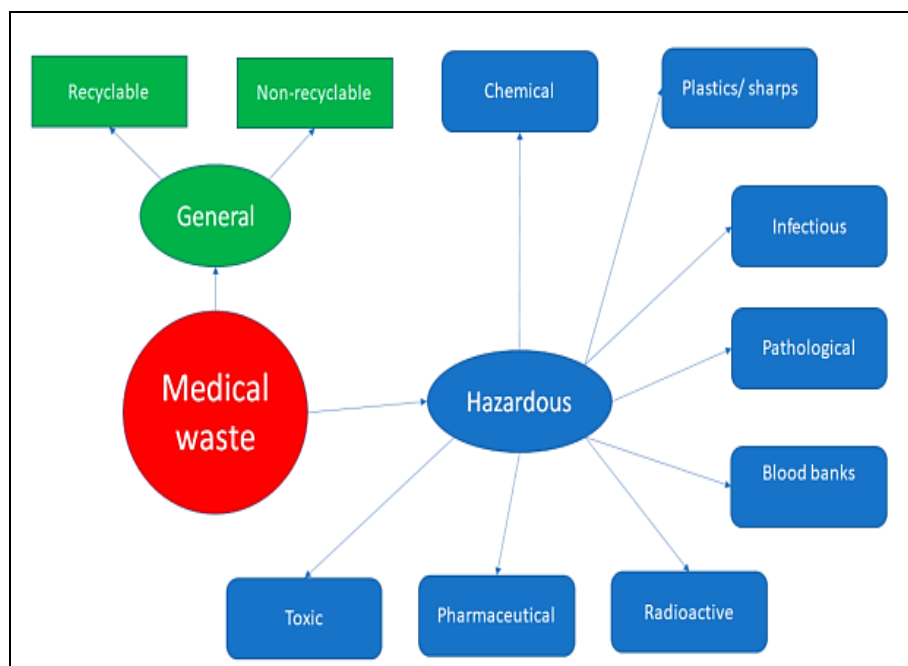 Recyclable
Non-recyclable
Chemical
Plastics/ sharps
General
Infectious
Medical
waste
Hazardous
Pathological
Blood banks
Toxic
Pharmaceutical
Radioactive